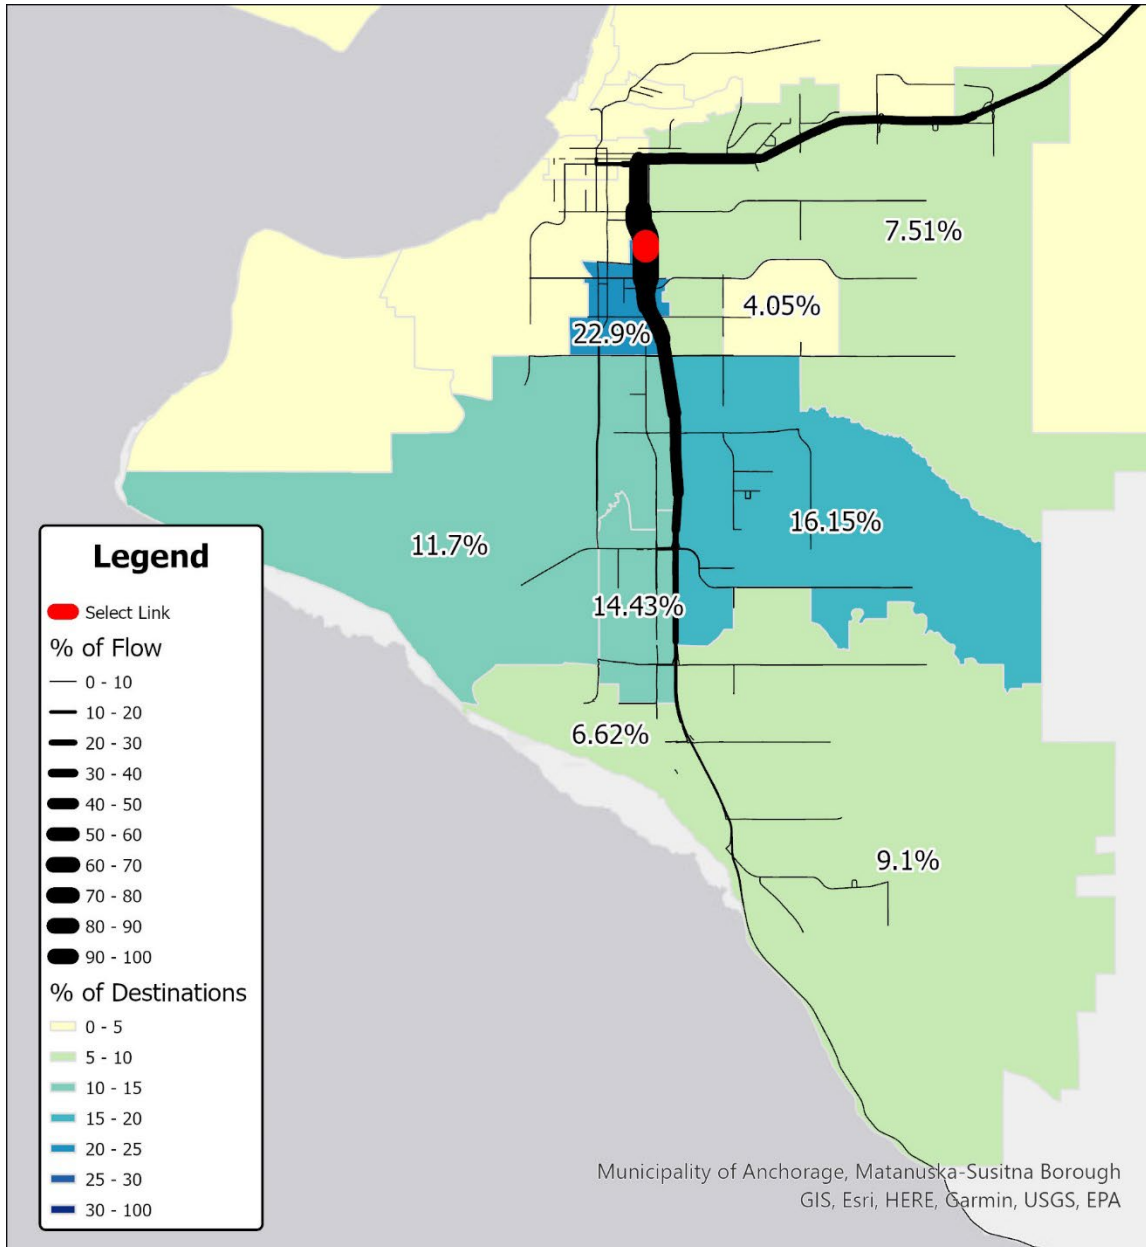 7.51%
4.05%
22.9%
16.15%
11.7%
14.43%
6.62%
9.1%
Legend
Select Link
% of Flow
0 - 10
10 - 20
20 - 30
30 - 40
40 - 50
50 - 60
60 - 70
70 - 80
80 - 90
90 - 100
% of Destinations
0 - 5
5 - 10
10 - 15
15 - 20
20 - 25
25 - 30
30 - 100
Municipality of Anchorage, Matanuska-Susitna Borough
GIS, Esri, HERE, Garmin, USGS, EPA